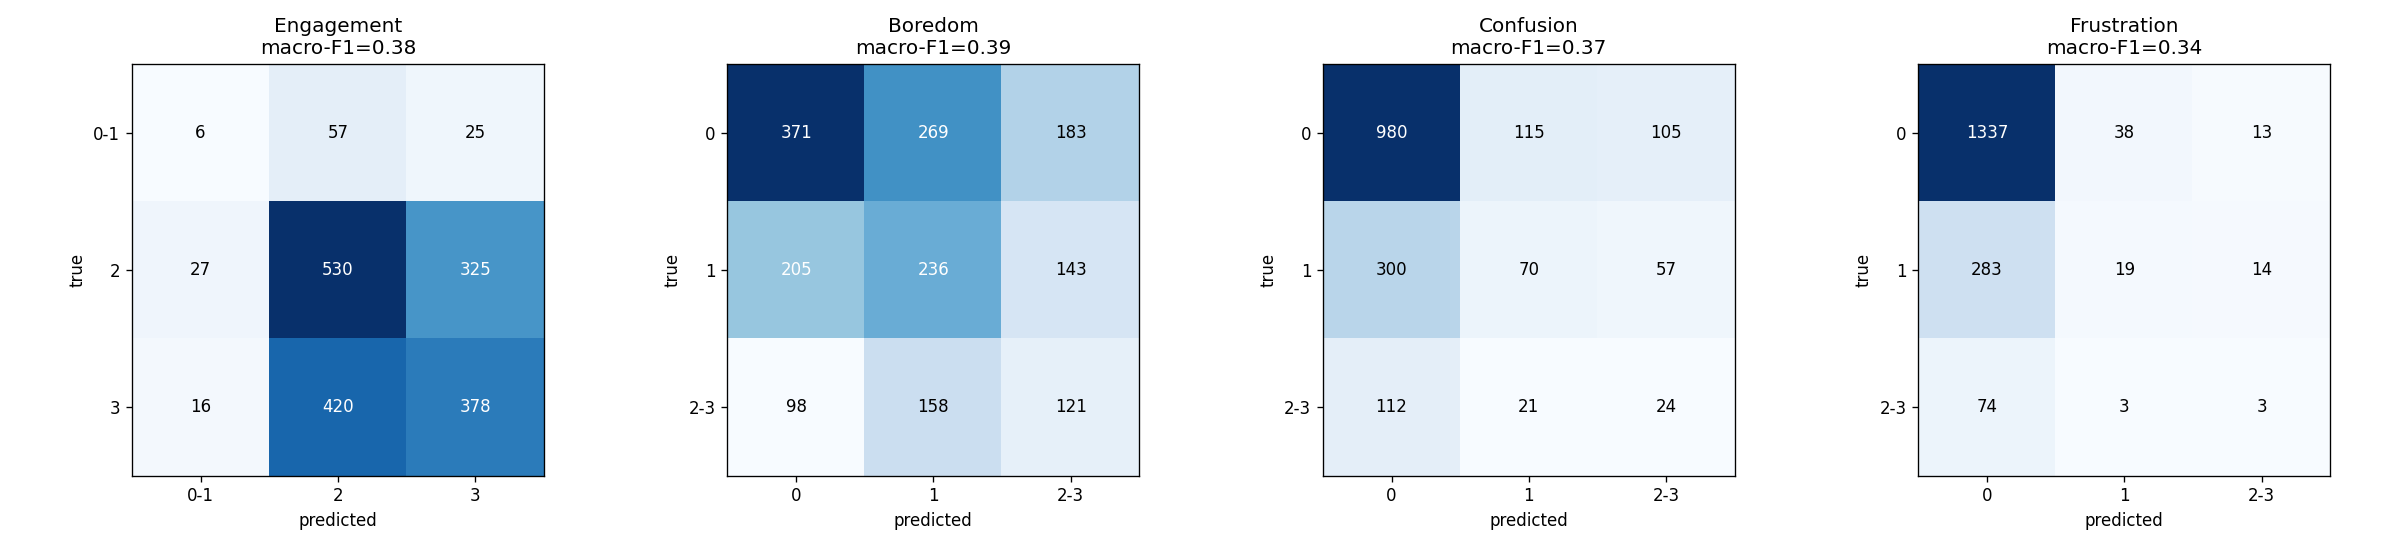 Engagement
macro-F1=0.38
0-1 6 57 25
2 27 530 325
3 16 420 378
0-1 2 3
predicted
true
Boredom
macro-F1=0.39
0 371 269 183
1 205 236 143
2-3 98 158 121
0 1 2-3
predicted
true
Confusion
macro-F1=0.37
0 980 115 105
1 300 70 57
2-3 112 21 24
0 1 2-3
predicted
true
Frustration
macro-F1=0.34
0 1337 38 13
1 283 19 14
2-3 74 3 3
0 1 2-3
predicted
true